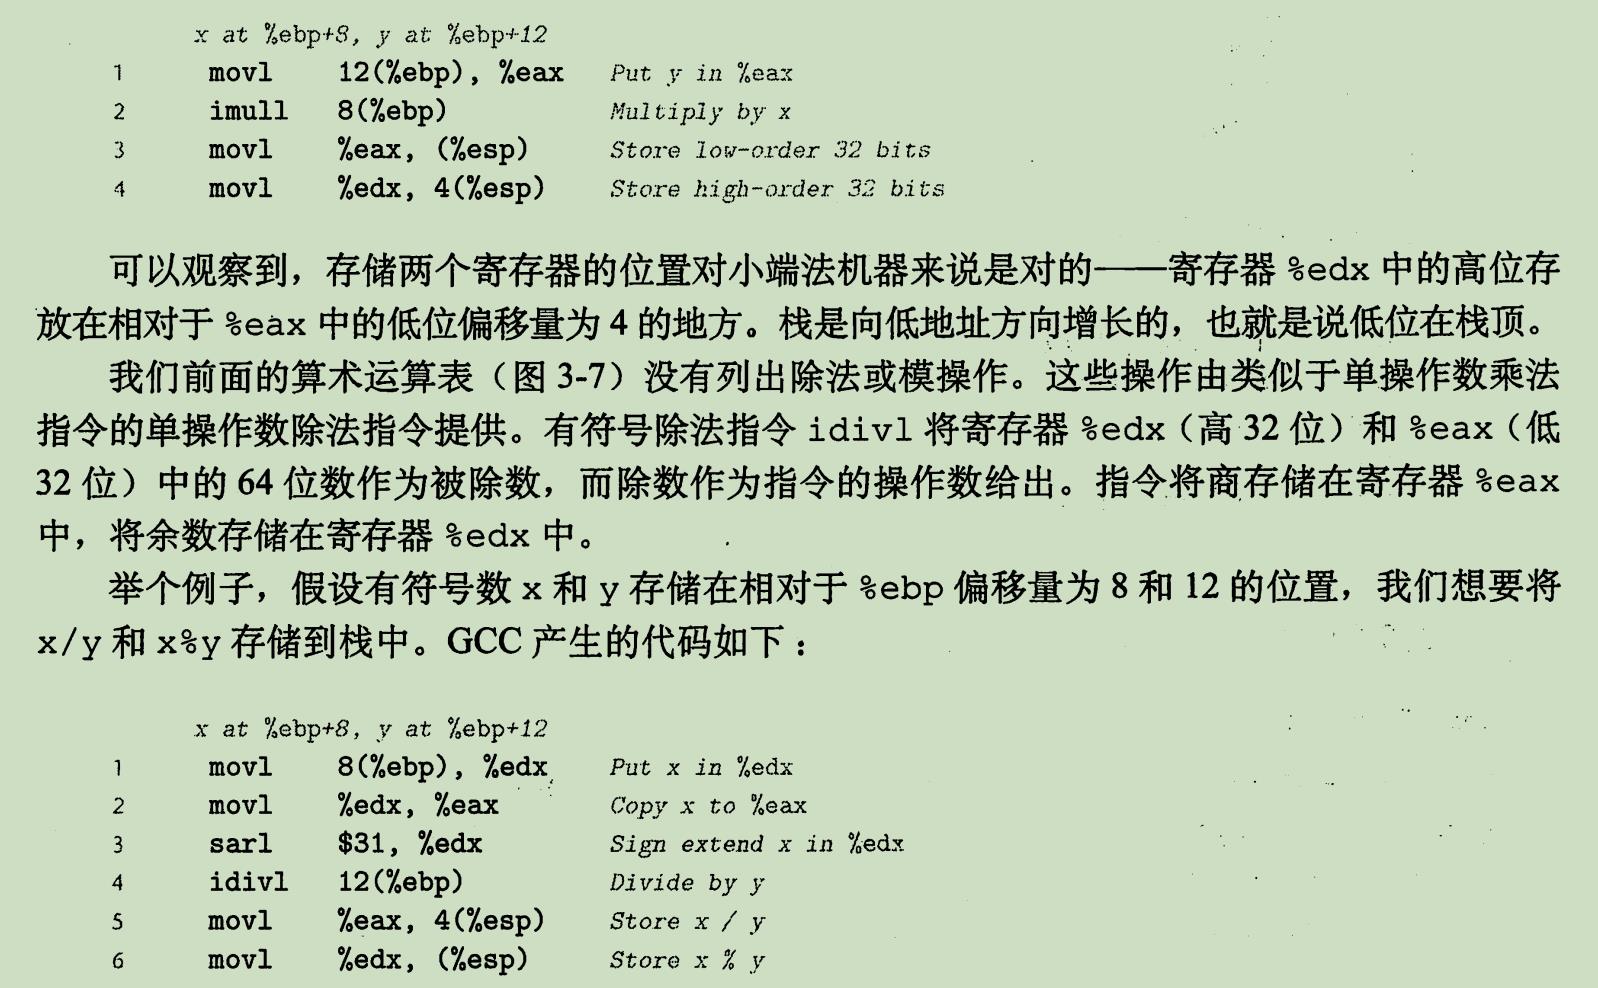 x at %ebp+8, y at %ebp+12
1 movl 12(%ebp), %eax Put y in %eax
2 imull 8(%ebp) Multiply by x
3 movl %eax, (%esp) Store low-order 32 bits
4 movl %edx, 4(%esp) Store high-order 32 bits
可以观察到，存储两个寄存器的位置对小端法机器来说是对的——寄存器 %edx 中的高位存
放在相对于 %eax 中的低位偏移量为 4 的地方。栈是向低地址方向增长的，也就是说低位在栈顶。
我们前面的算术运算表（图 3-7）没有列出除法或模操作。这些操作由类似于单操作数乘法
指令的单操作数除法指令提供。有符号除法指令 idivl 将寄存器 %edx（高 32 位）和 %eax（低
32 位）中的 64 位数作为被除数，而除数作为指令的操作数给出。指令将商存储在寄存器 %eax
中，将余数存储在寄存器 %edx 中。
举个例子，假设有符号数 x 和 y 存储在相对于 %ebp 偏移量为 8 和 12 的位置，我们想要将
x/y 和 x%y 存储到栈中。GCC 产生的代码如下：
x at %ebp+8, y at %ebp+12
1 movl 8(%ebp), %edx Put x in %edx
2 movl %edx, %eax Copy x to %eax
3 sarl $31, %edx Sign extend x in %edx
4 idivl 12(%ebp) Divide by y
5 movl %eax, 4(%esp) Store x / y
6 movl %edx, (%esp) Store x % y